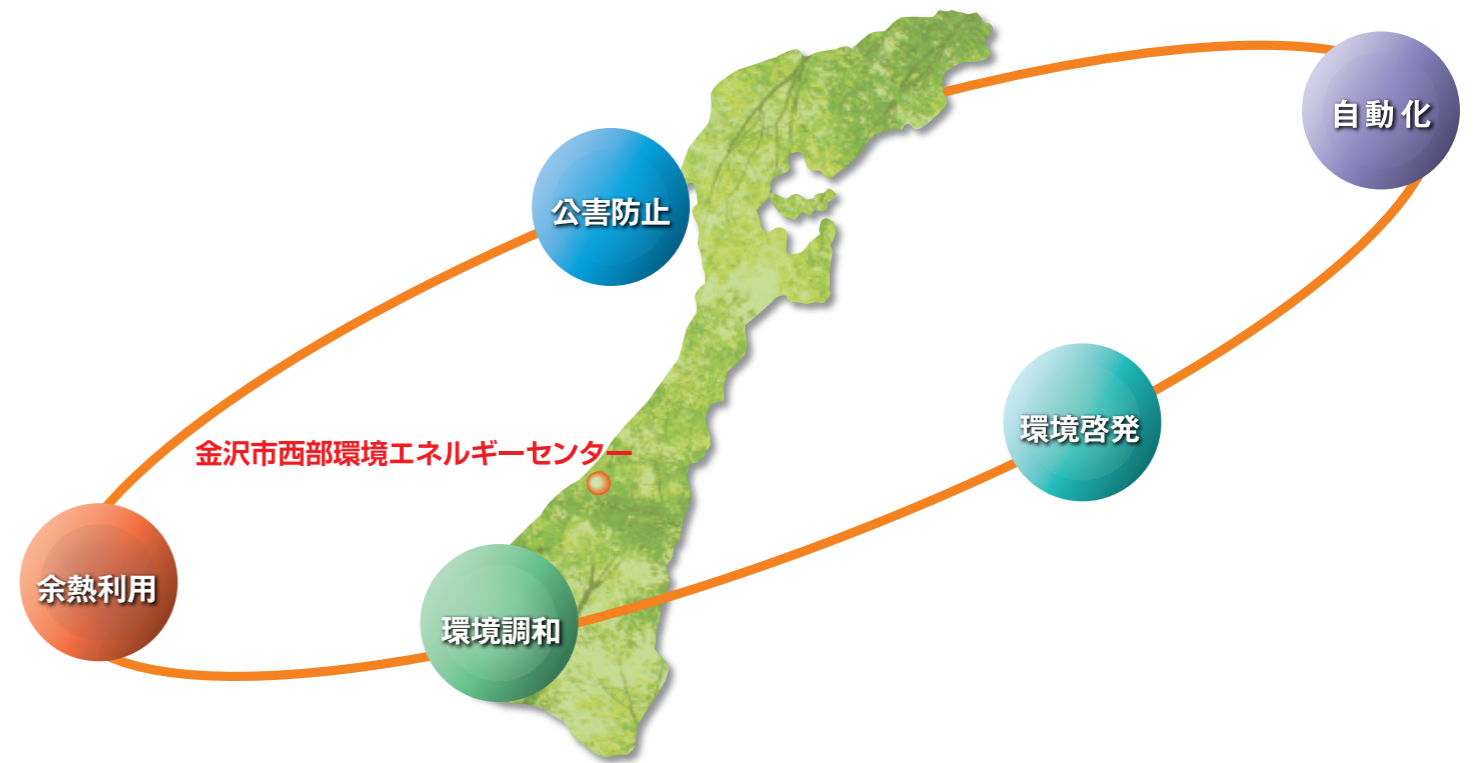 自動化
公害防止
環境啓発
金沢市西部環境エネルギーセンター
余熱利用
環境調和